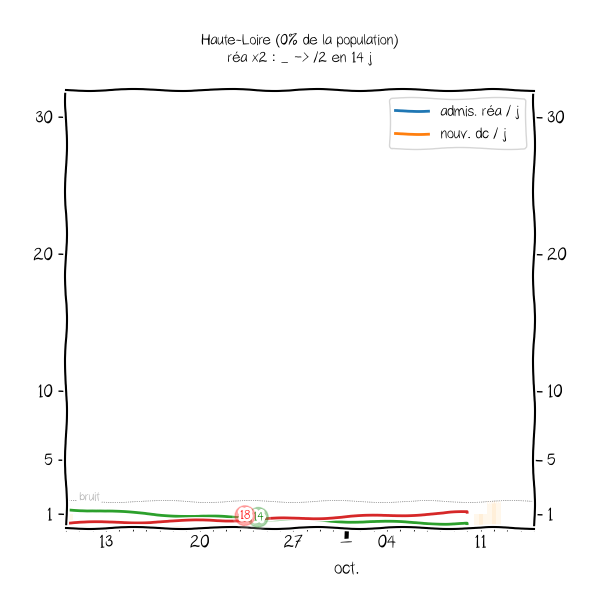 Haute-Loire (0% de la population)
réa x2 : _ -> /2 en 14 j
admis. réa / j
nouv. dc / j
30
30
20
20
10
10
5
5
bruit
1
18
14
1
13
20
27
04
11
oct.